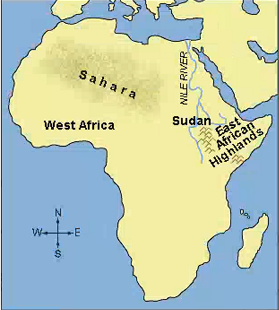 Sahara
NILE RIVER
West Africa
Sudan
East
African
Highlands
N
W E
S